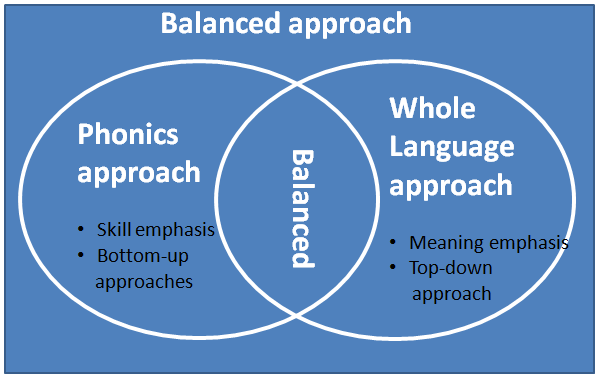 Balanced approach
Phonics
approach
• Skill emphasis
• Bottom-up
approaches
Balanced
Whole
Language
approach
• Meaning emphasis
• Top-down
approach